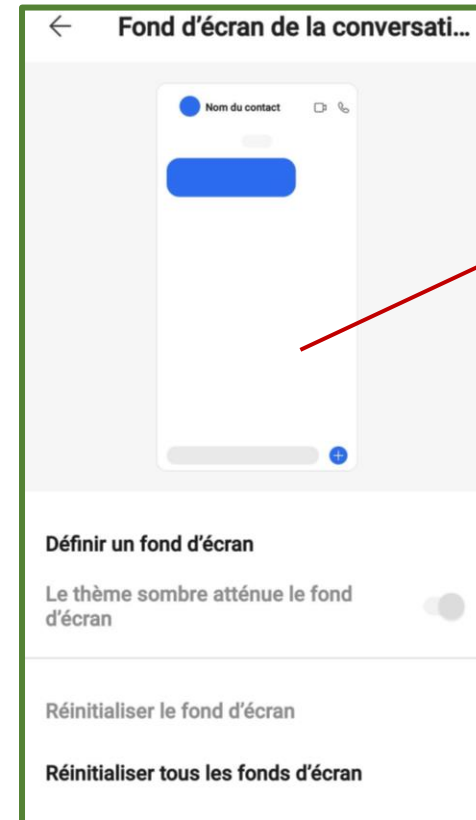 Fond d’écran de la conversati...
Nom du contact
Définir un fond d’écran
Le thème sombre atténue le fond
d’écran
Réinitialiser le fond d’écran
Réinitialiser tous les fonds d’écran